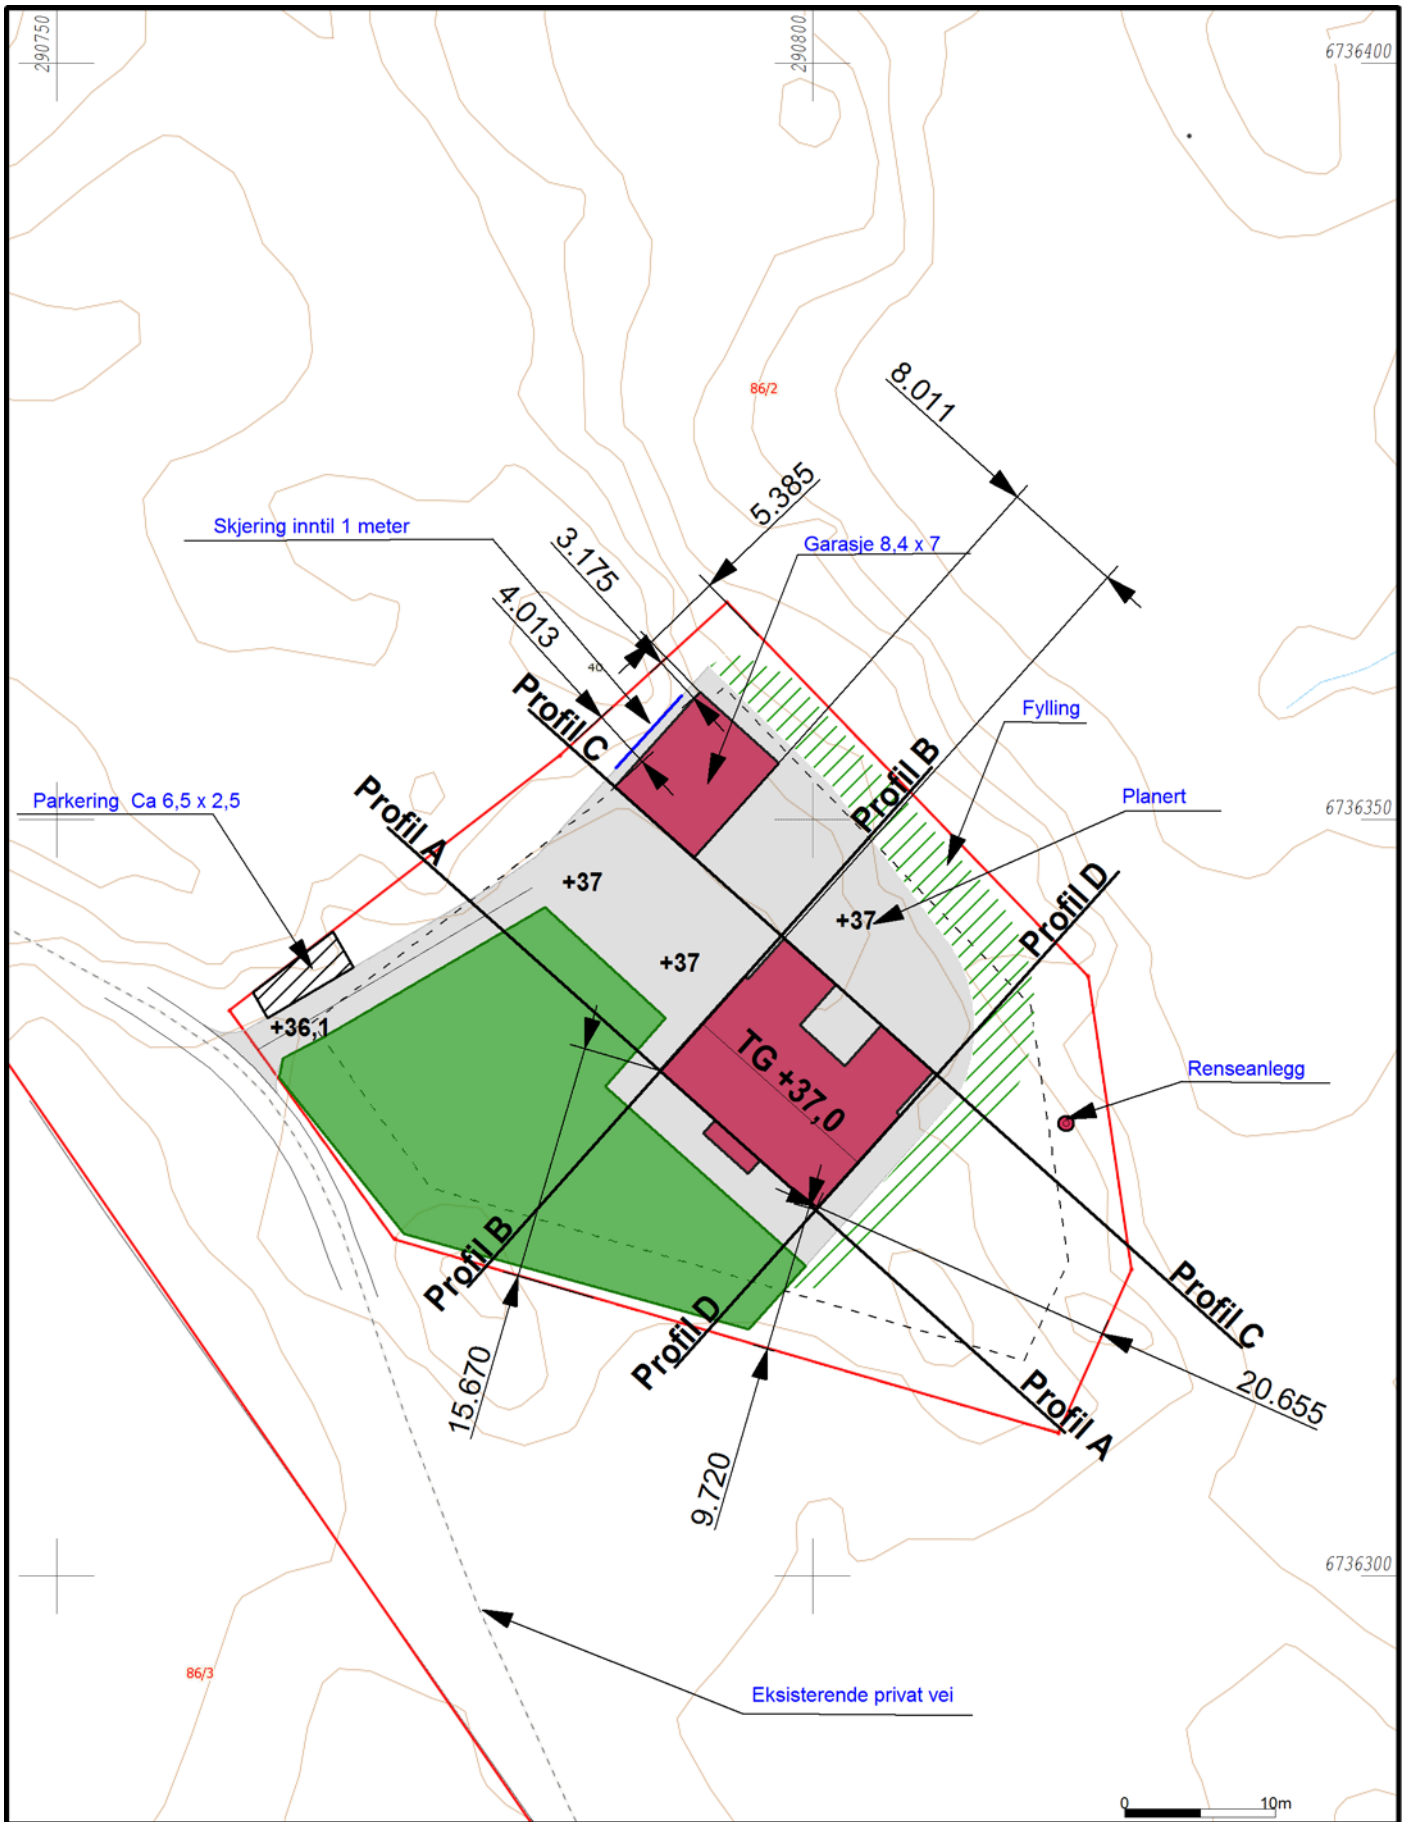 290750
290800
6736400
86/2
8.011
5.385
Skjering inntil 1 meter
3.175
Garasje 8,4 x 7
4.013
40
Profil C
Fylling
Profil B
Parkering Ca 6,5 x 2,5
Profil A
Planert
6736350
+37
Profil D
+37
+37
+36,1
TG +37,0
Renseanlegg
Profil B
Profil D
Profil C
15.670
20.655
Profil A
9.720
6736300
86/3
Eksisterende privat vei
0 10m